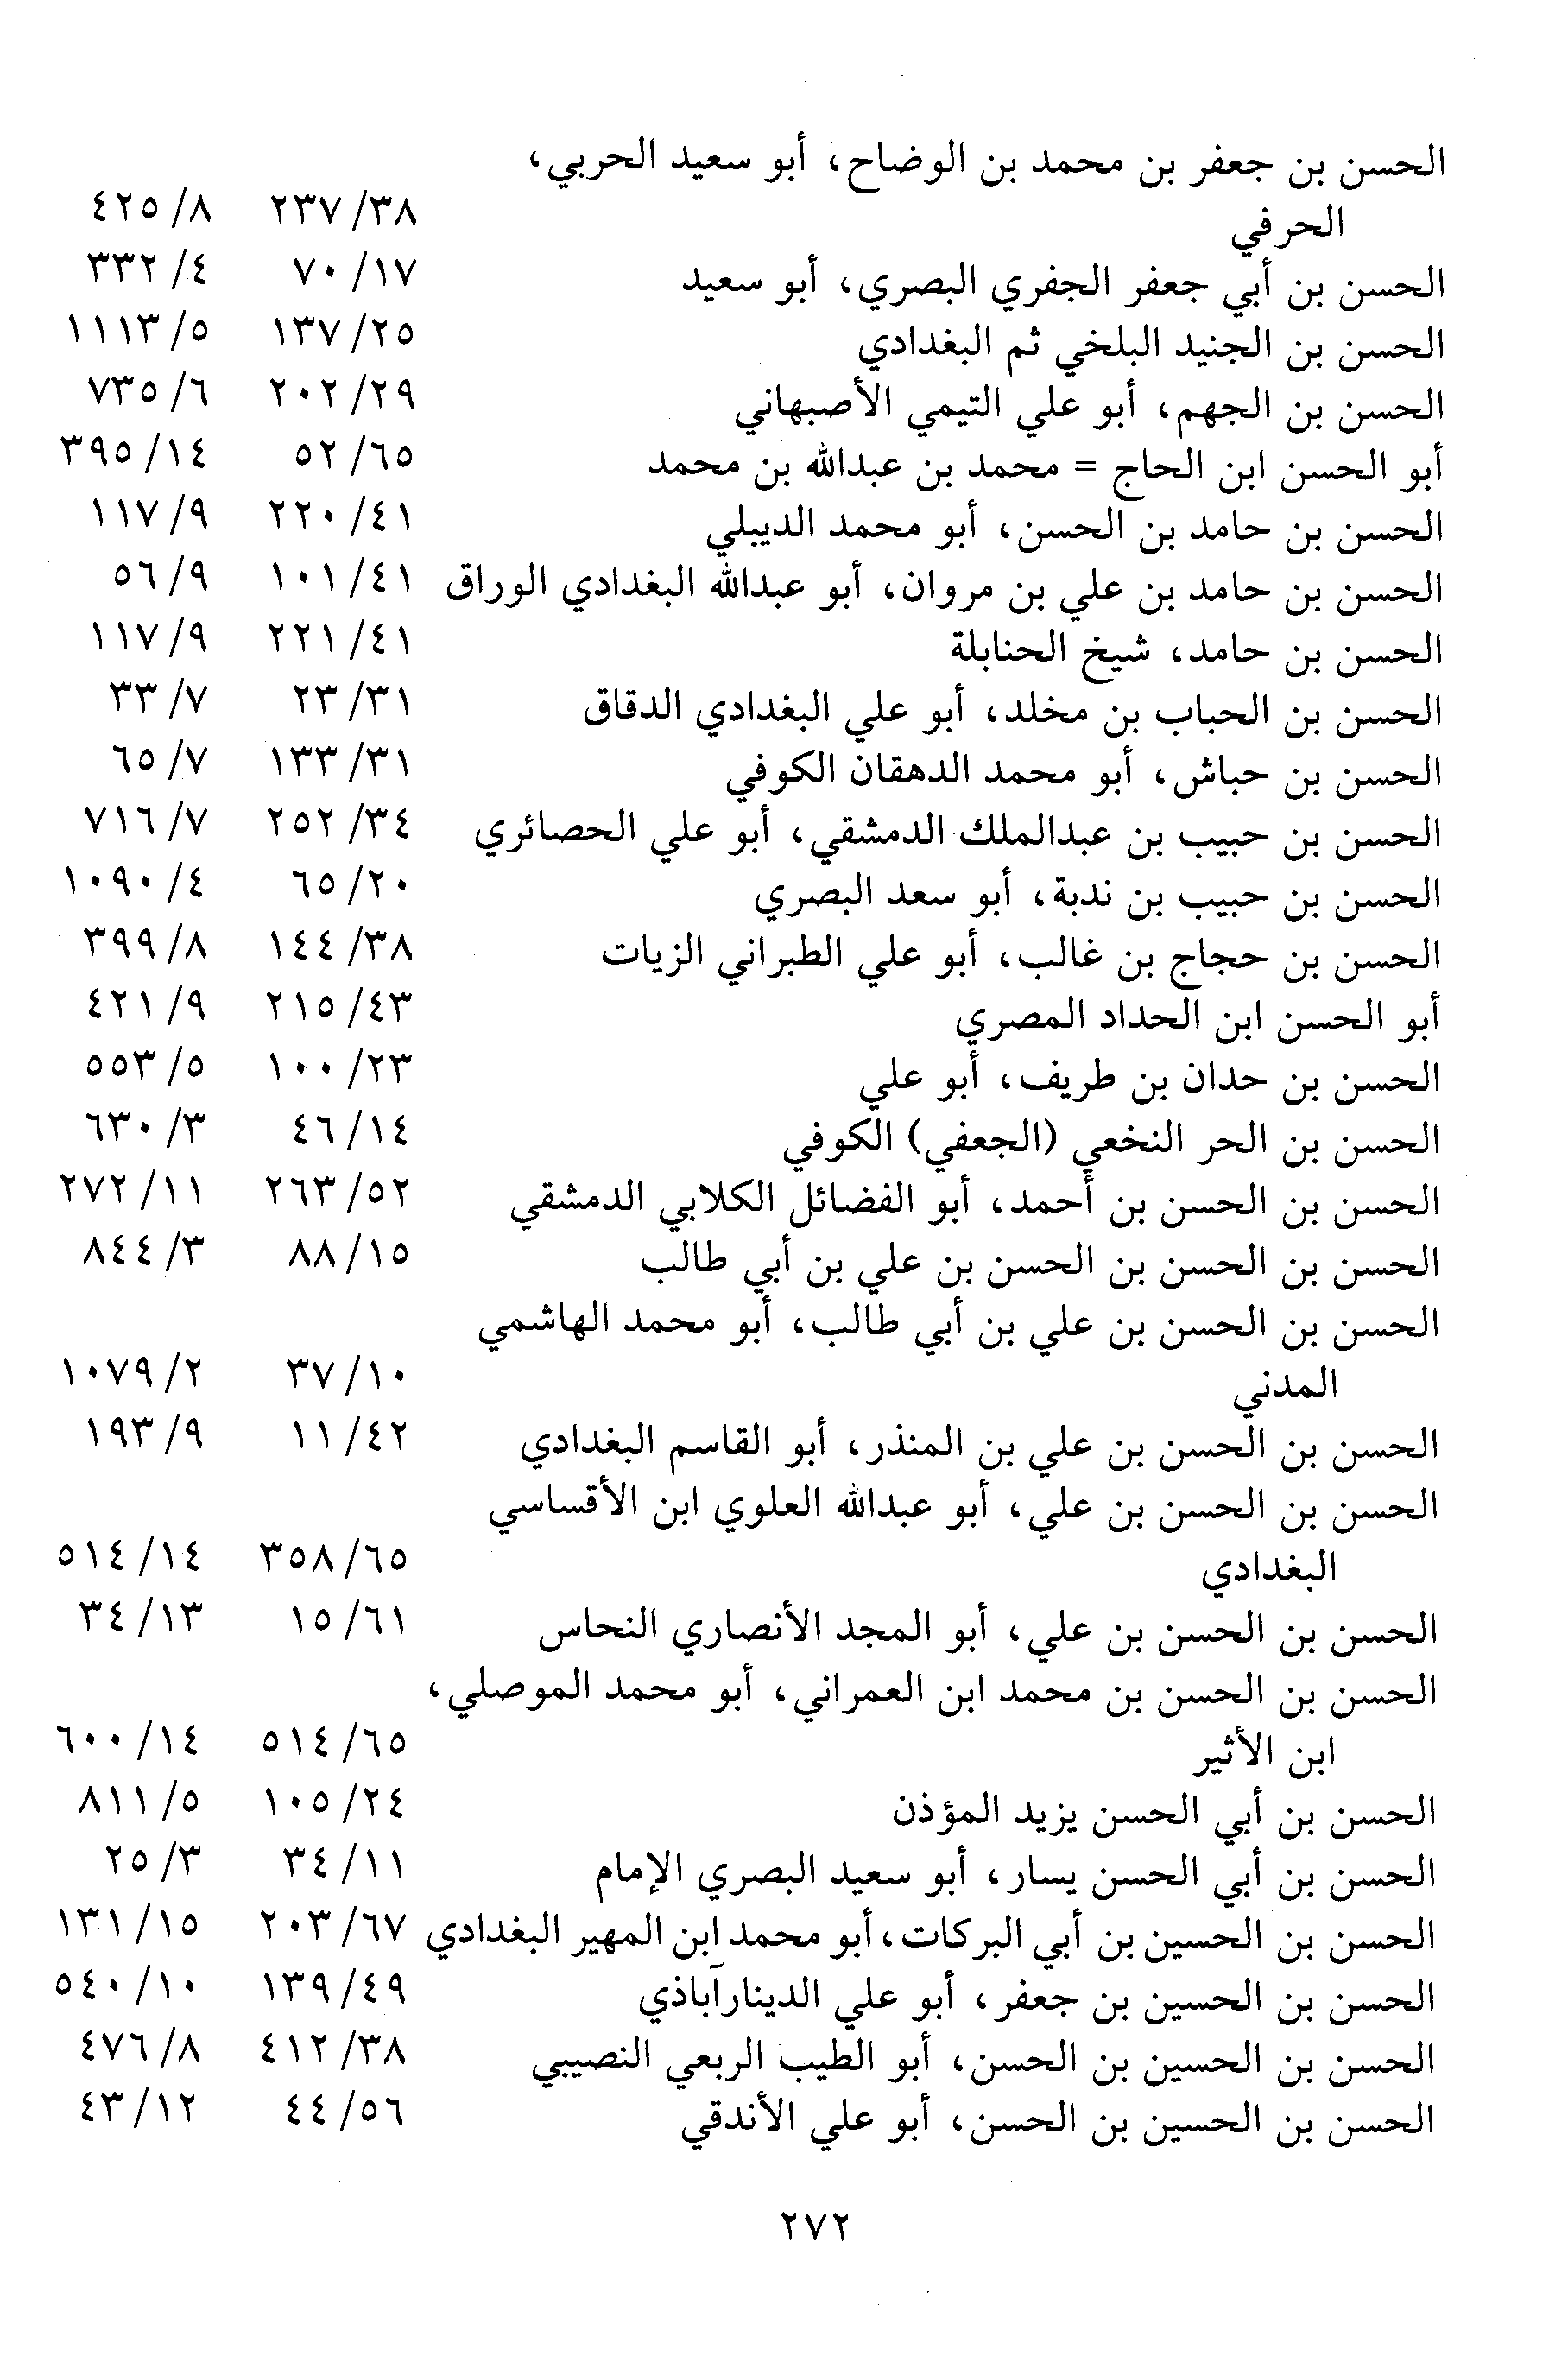 الحسن بن جعفر بن محمد بن الوضاح، أبو سعيد الحربي،
الحرفي ٣٨/ ٢٣٧ ٨/ ٤٢٥
الحسن بن أبي جعفر الجفري البصري، أبو سعيد ١٧/ ٧٠ ٤/ ٣٣٢
الحسن بن الجنيد البلخي ثم البغدادي ٢٥/ ١٣٧ ٥/ ١١١٣
الحسن بن الجهم، أبو علي التيمي الأصبهاني ٢٩/ ٢٠٢ ٦/ ٧٣٥
أبو الحسن ابن الحاج = محمد بن عبدالله بن محمد ٦٥/ ٥٢ ١٤/ ٣٩٥
الحسن بن حامد بن الحسن، أبو محمد الديبلي ٤١/ ٢٢٠ ٩/ ١١٧
الحسن بن حامد بن علي بن مروان، أبو عبدالله البغدادي الوراق ٤١/ ١٠١ ٩/ ٥٦
الحسن بن حامد، شيخ الحنابلة ٤١/ ٢٢١ ٩/ ١١٧
الحسن بن الحباب بن مخلد، أبو علي البغدادي الدقاق ٣١/ ٢٣ ٧/ ٣٣
الحسن بن حباش، أبو محمد الدهقان الكوفي ٣١/ ١٣٣ ٧/ ٦٥
الحسن بن حبيب بن عبدالملك الدمشقي، أبو علي الحصائري ٣٤/ ٢٥٢ ٧/ ٧١٦
الحسن بن حبيب بن ندبة، أبو سعد البصري ٢٠/ ٦٥ ٤/ ١٠٩٠
الحسن بن حجاج بن غالب، أبو علي الطبراني الزيات ٣٨/ ١٤٤ ٨/ ٣٩٩
أبو الحسن ابن الحداد المصري ٤٣/ ٢١٥ ٩/ ٤٢١
الحسن بن حدان بن طريف، أبو علي ٢٣/ ١٠٠ ٥/ ٥٥٣
الحسن بن الحر النخعي (الجعفي) الكوفي ١٤/ ٤٦ ٣/ ٦٣٠
الحسن بن الحسن بن أحمد، أبو الفضائل الكلابي الدمشقي ٥٢/ ٢٦٣ ١١/ ٢٧٢
الحسن بن الحسن بن الحسن بن علي بن أبي طالب ١٥/ ٨٨ ٣/ ٨٤٤
الحسن بن الحسن بن علي بن أبي طالب، أبو محمد الهاشمي
المدني ١٠/ ٣٧ ٢/ ١٠٧٩
الحسن بن الحسن بن علي بن المنذر، أبو القاسم البغدادي ٤٢/ ١١ ٩/ ١٩٣
الحسن بن الحسن بن علي، أبو عبدالله العلوي ابن الأقساسي
البغدادي ٦٥/ ٣٥٨ ١٤/ ٥١٤
الحسن بن الحسن بن علي، أبو المجد الأنصاري النحاس ٦١/ ١٥ ١٣/ ٣٤
الحسن بن الحسن بن محمد ابن العمراني، أبو محمد الموصلي،
ابن الأثير ٦٥/ ٥١٤ ١٤/ ٦٠٠
الحسن بن أبي الحسن يزيد المؤذن ٢٤/ ١٠٥ ٥/ ٨١١
الحسن بن أبي الحسن يسار، أبو سعيد البصري الإمام ١١/ ٣٤ ٣/ ٢٥
الحسن بن الحسين بن أبي البركات، أبو محمد ابن المهير البغدادي ٦٧/ ٢٠٣ ١٥/ ١٣١
الحسن بن الحسين بن جعفر، أبو علي الدينارآباذي ٤٩/ ١٣٩ ١٠/ ٥٤٠
الحسن بن الحسين بن الحسن، أبو الطيب الربعي النصيبي ٣٨/ ٤١٢ ٨/ ٤٧٦
الحسن بن الحسين بن الحسن، أبو علي الأندقي ٥٦/ ٤٤ ١٢/ ٤٣
٢٧٢